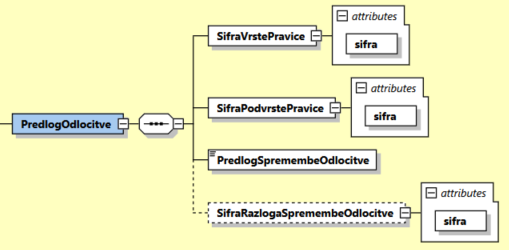 attributes
SifraVrstePravice
sifra
attributes
SifraPodvrstePravice
sifra
PredlogOdlocitve
PredlogSpremembeOdlocitve
attributes
SifraRazlogaSpremembeOdlocitve
sifra